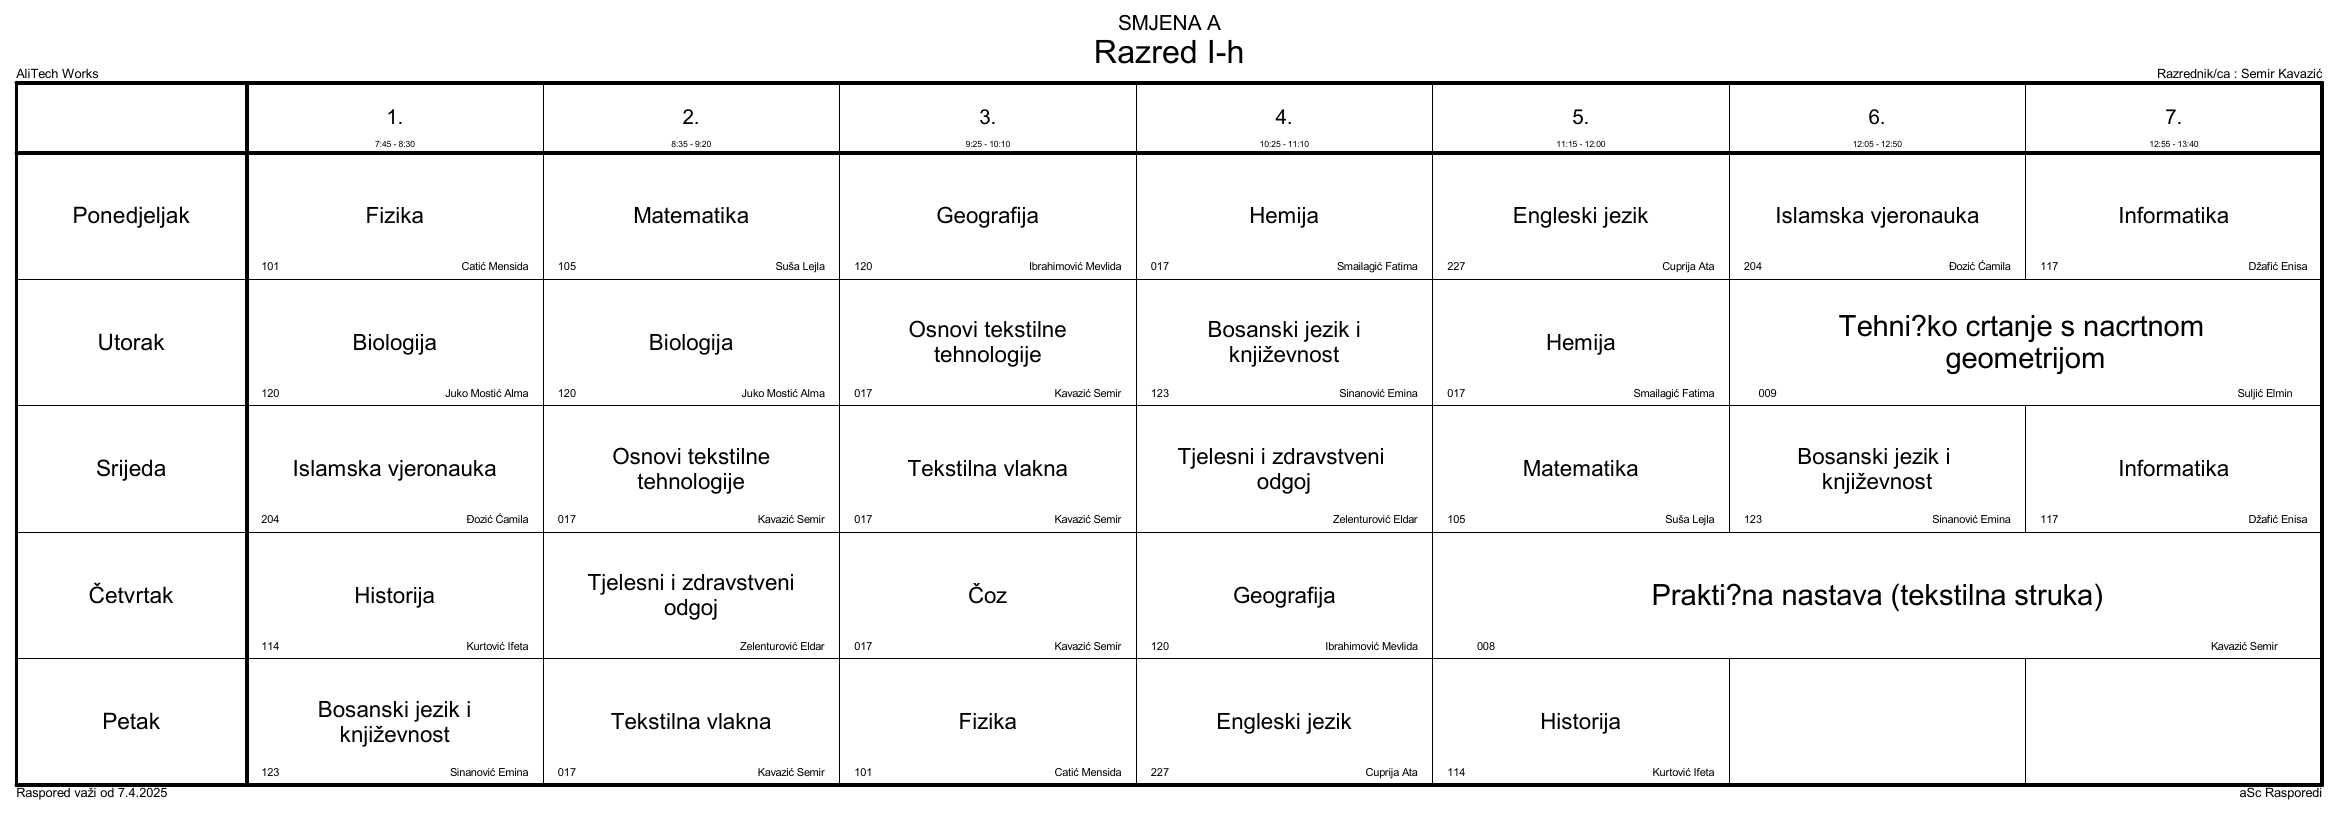 SMJENA A
Razred I-h
AliTech Works
Razrednik/ca : Semir Kavazić
1.
7:45 - 8:30
2.
8:35 - 9:20
3.
9:25 - 10:10
4.
10:25 - 11:10
5.
11:15 - 12:00
6.
12:05 - 12:50
7.
12:55 - 13:40
Ponedjeljak
Fizika
101
Catić Mensida
Matematika
105
Suša Lejla
Geografija
120
Ibrahimović Mevlida
Hemija
017
Smailagić Fatima
Engleski jezik
227
Cuprija Ata
Islamska vjeronauka
204
Đozić Ćamila
Informatika
117
Džafić Enisa
Utorak
Biologija
120
Juko Mostić Alma
Biologija
120
Juko Mostić Alma
Osnovi tekstilne
tehnologije
017
Kavazić Semir
Bosanski jezik i
književnost
123
Sinanović Emina
Hemija
017
Smailagić Fatima
Tehni?ko crtanje s nacrtnom
geometrijom
009
Suljić Elmin
Srijeda
Islamska vjeronauka
204
Đozić Ćamila
Osnovi tekstilne
tehnologije
017
Kavazić Semir
Tekstilna vlakna
017
Kavazić Semir
Tjelesni i zdravstveni
odgoj
Zelenturović Eldar
Matematika
105
Suša Lejla
Bosanski jezik i
književnost
123
Sinanović Emina
Informatika
117
Džafić Enisa
Četvrtak
Historija
114
Kurtović Ifeta
Tjelesni i zdravstveni
odgoj
Zelenturović Eldar
Čoz
017
Kavazić Semir
Geografija
120
Ibrahimović Mevlida
Prakti?na nastava (tekstilna struka)
008
Kavazić Semir
Petak
Bosanski jezik i
književnost
123
Sinanović Emina
Tekstilna vlakna
017
Kavazić Semir
Fizika
101
Catić Mensida
Engleski jezik
227
Cuprija Ata
Historija
114
Kurtović Ifeta
Raspored važi od 7.4.2025
aSc Rasporedi